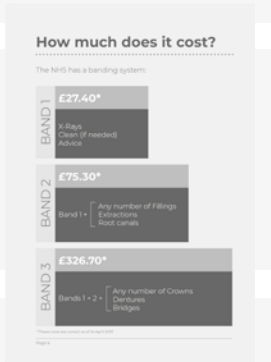 How much does it cost?
The NHS has a banding system:
BAND 1
£27.40*
X-Rays
Clean (if needed)
Advice
BAND 2
£75.30*
Band 1 +
Any number of Fillings
Extractions
Root canals
BAND 3
£326.70*
Bands 1 + 2 +
Any number of Crowns
Dentures
Bridges